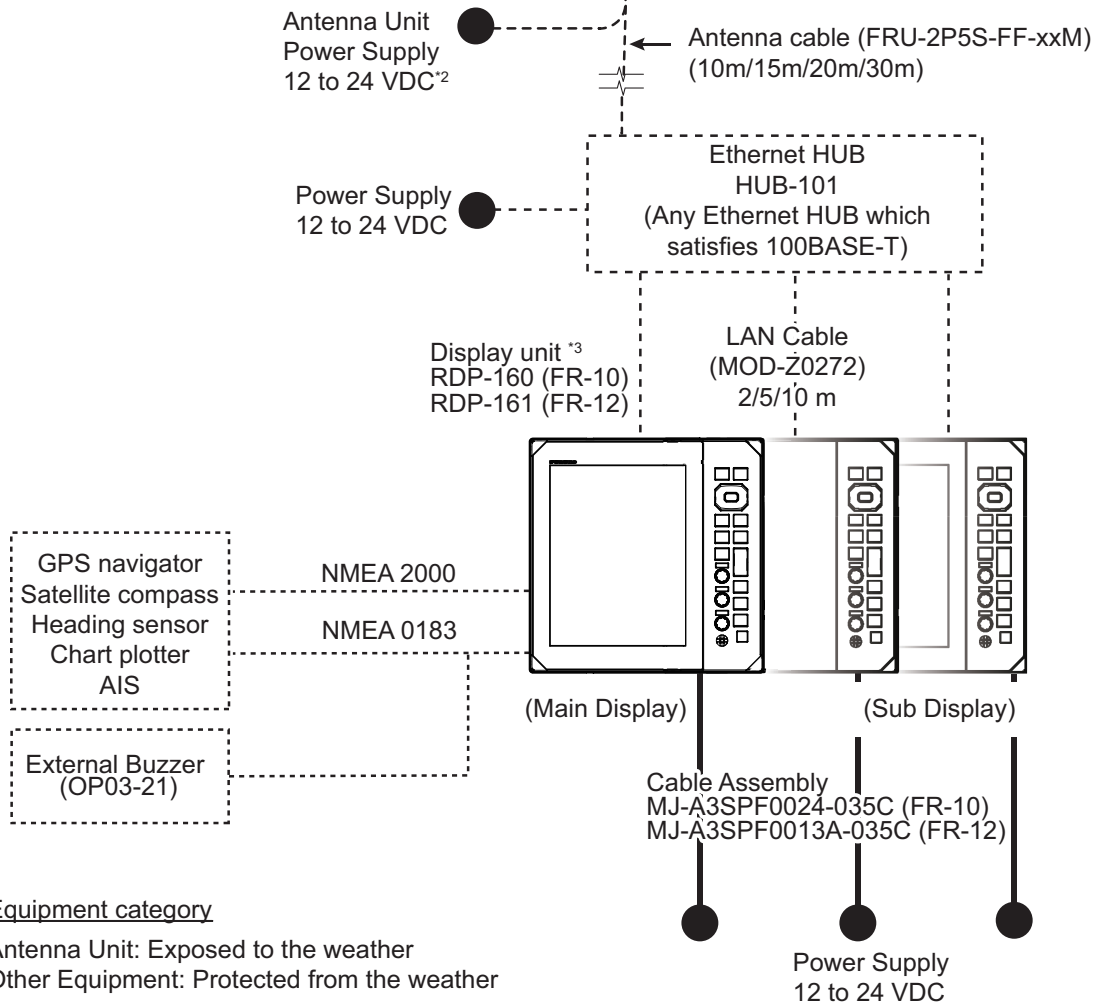 Antenna Unit
Power Supply
12 to 24 VDC*2
Antenna cable (FRU-2P5S-FF-xxM)
(10m/15m/20m/30m)
Ethernet HUB
HUB-101
(Any Ethernet HUB which
satisfies 100BASE-T)
Power Supply
12 to 24 VDC
Display unit *3
RDP-160 (FR-10)
RDP-161 (FR-12)
LAN Cable
(MOD-Z0272)
2/5/10 m
GPS navigator
Satellite compass
Heading sensor
Chart plotter
AIS
NMEA 2000
NMEA 0183
External Buzzer
(OP03-21)
(Main Display)
(Sub Display)
Cable Assembly
MJ-A3SPF0024-035C (FR-10)
MJ-A3SPF0013A-035C (FR-12)
Equipment category
Antenna Unit: Exposed to the weather
Other Equipment: Protected from the weather
Power Supply
12 to 24 VDC